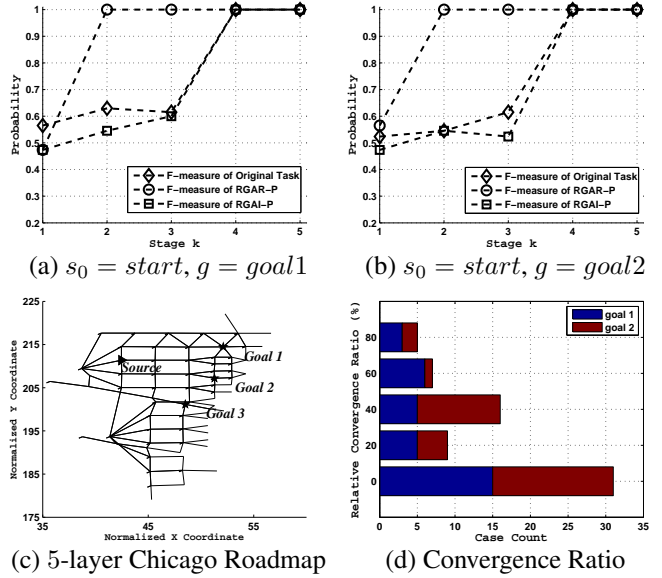 1
0.9
0.8
0.7
0.6
0.5
0.4
0.3
0.2
Probability
F-measure of Original Task
F-measure of RGAR-P
F-measure of RGAI-P
1 2 3 4 5
Stage k
(a) s0 = start, g = goal1
1
0.9
0.8
0.7
0.6
0.5
0.4
0.3
0.2
Probability
F-measure of Original Task
F-measure of RGAR-P
F-measure of RGAI-P
1 2 3 4 5
Stage k
(b) s0 = start, g = goal2
225
215
205
195
185
175
Normalized Y Coordinate
Source
Goal 1
Goal 2
Goal 3
35 45 55
Normalized X Coordinate
(c) 5-layer Chicago Roadmap
Relative Convergence Ratio (%)
goal 1
goal 2
80
60
40
20
0
0 5 10 15 20 25 30 35
Case Count
(d) Convergence Ratio